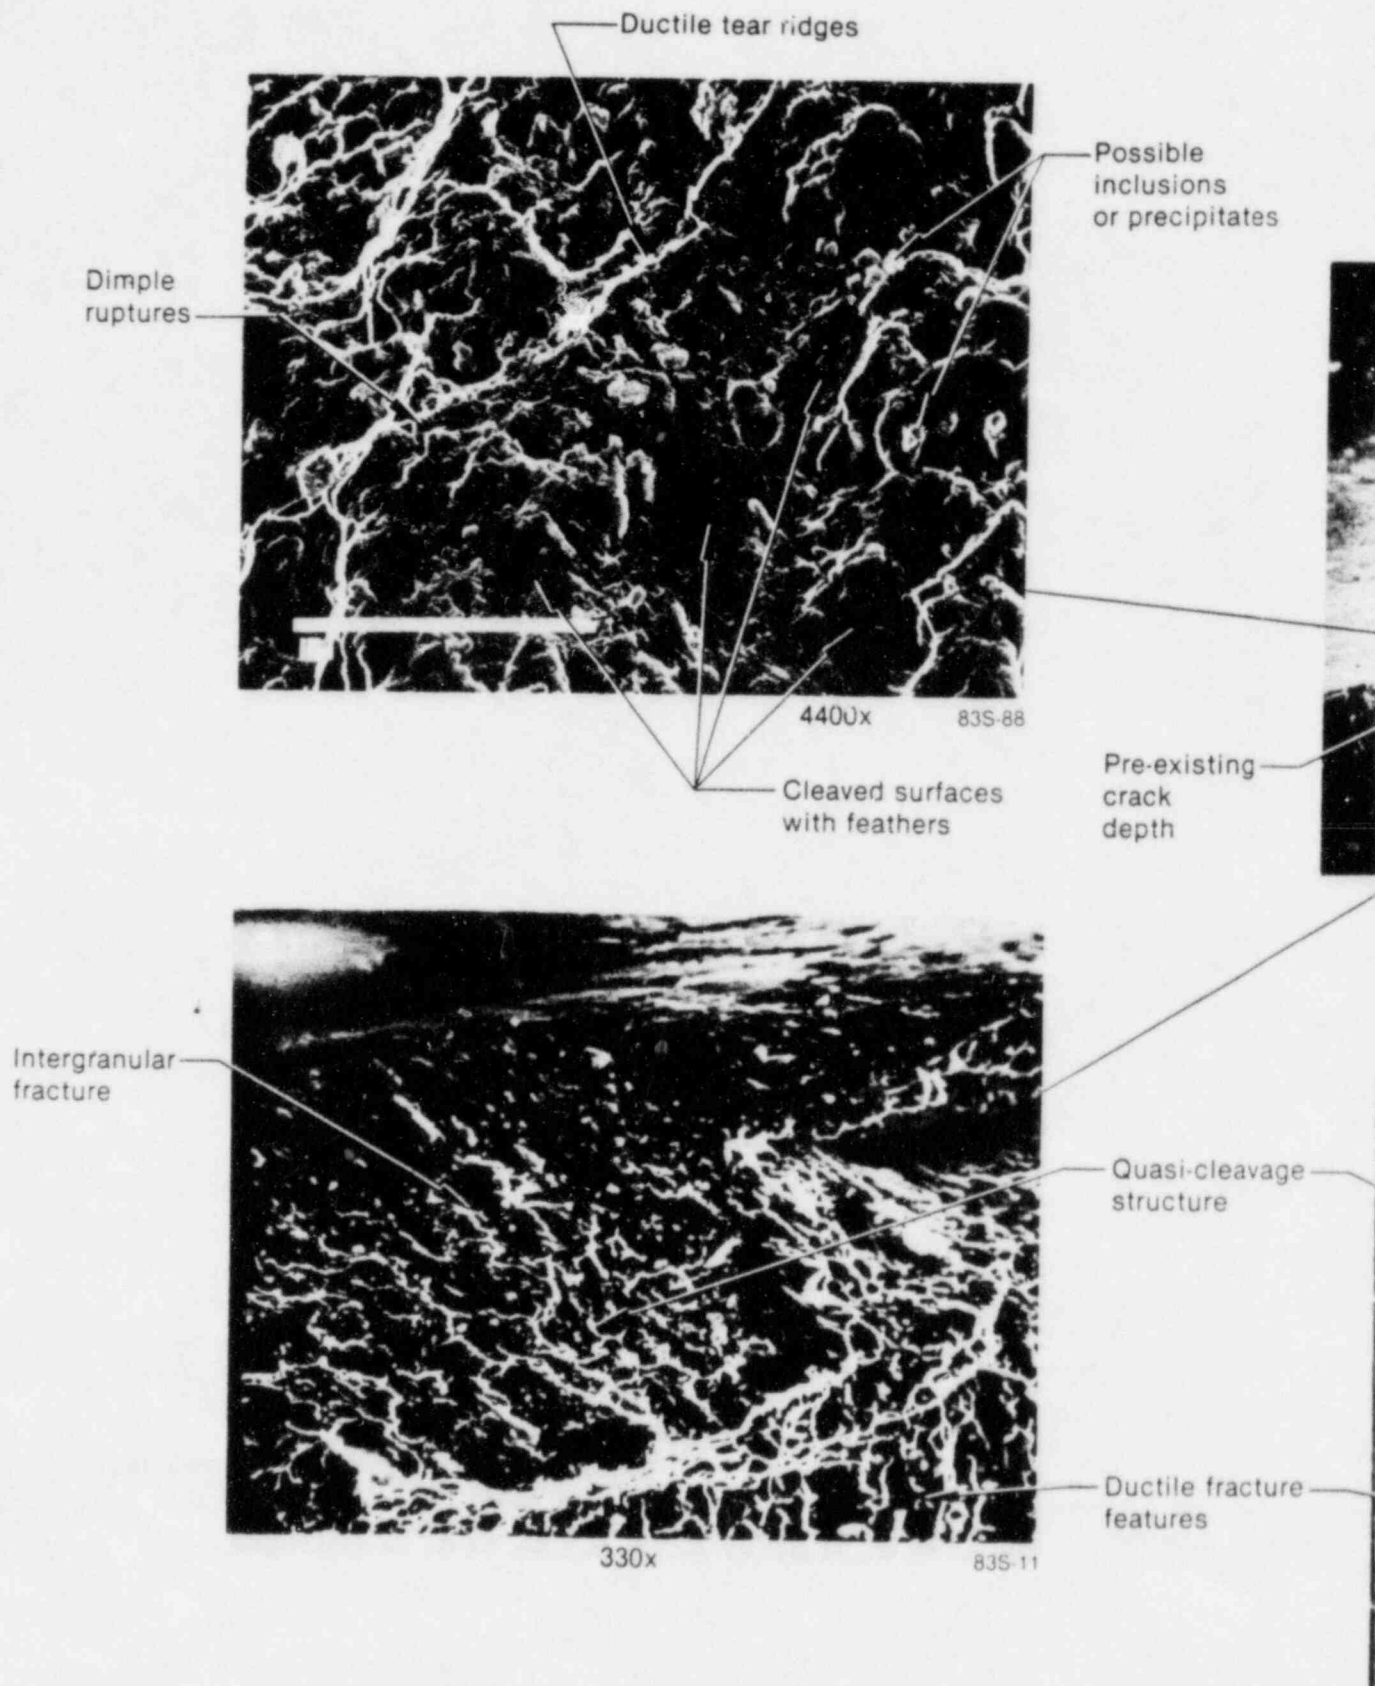 Ductile tear ridges
Possible
inclusions
or precipitates
Dimple
ruptures
4400x
83S-88
Cleaved surfaces
with feathers
Pre-existing
crack
depth
Intergranular
fracture
Quasi-cleavage
structure
Ductile fracture
features
330x
83S-11